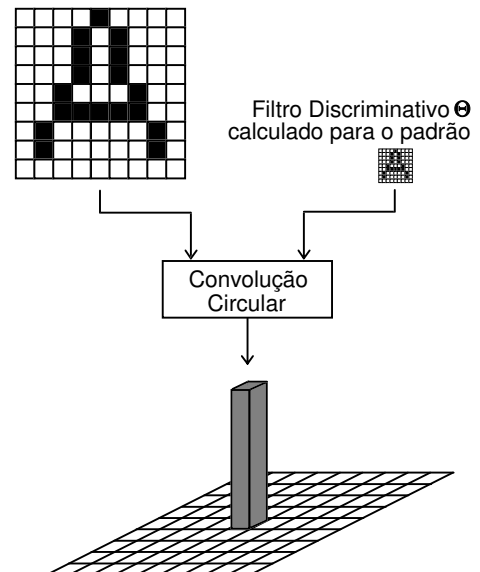 Filtro Discriminativo Θ
calculado para o padrão
Convolução
Circular